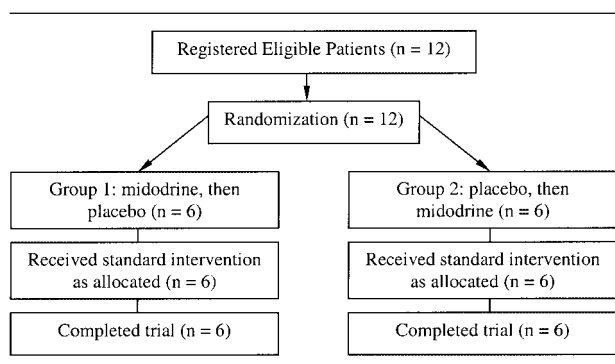 Registered Eligible Patients (n = 12)
Randomization (n = 12)
Group 1: midodrine, then
placebo (n = 6)
Received standard intervention
as allocated (n = 6)
Completed trial (n = 6)
Group 2: placebo, then
midodrine (n = 6)
Received standard intervention
as allocated (n = 6)
Completed trial (n = 6)